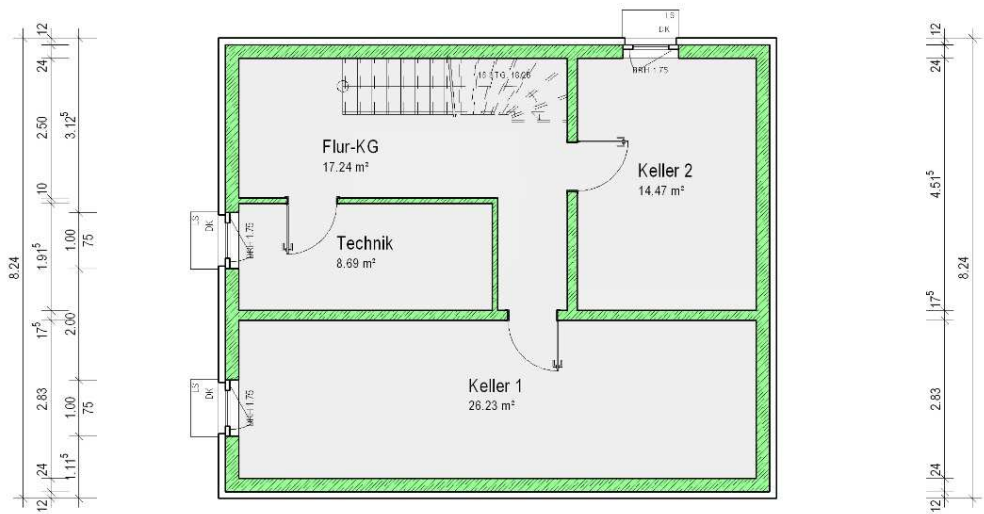 LS
DK
BRH 1.75
16 STG,
Flur-KG
17.24 m²
Keller 2
14.47 m²
Technik
8.69 m²
LS
DK
BRH 1.75
Keller 1
26.23 m²
LS
DK
BRH 1.75
8.24
12
24
2.50
10
1.91⁵
17⁵
2.83
24
12
3.12⁵
1.00
75
2.00
1.00
75
1.11⁵
12
24
4.51⁵
17⁵
2.83
24
12
8.24